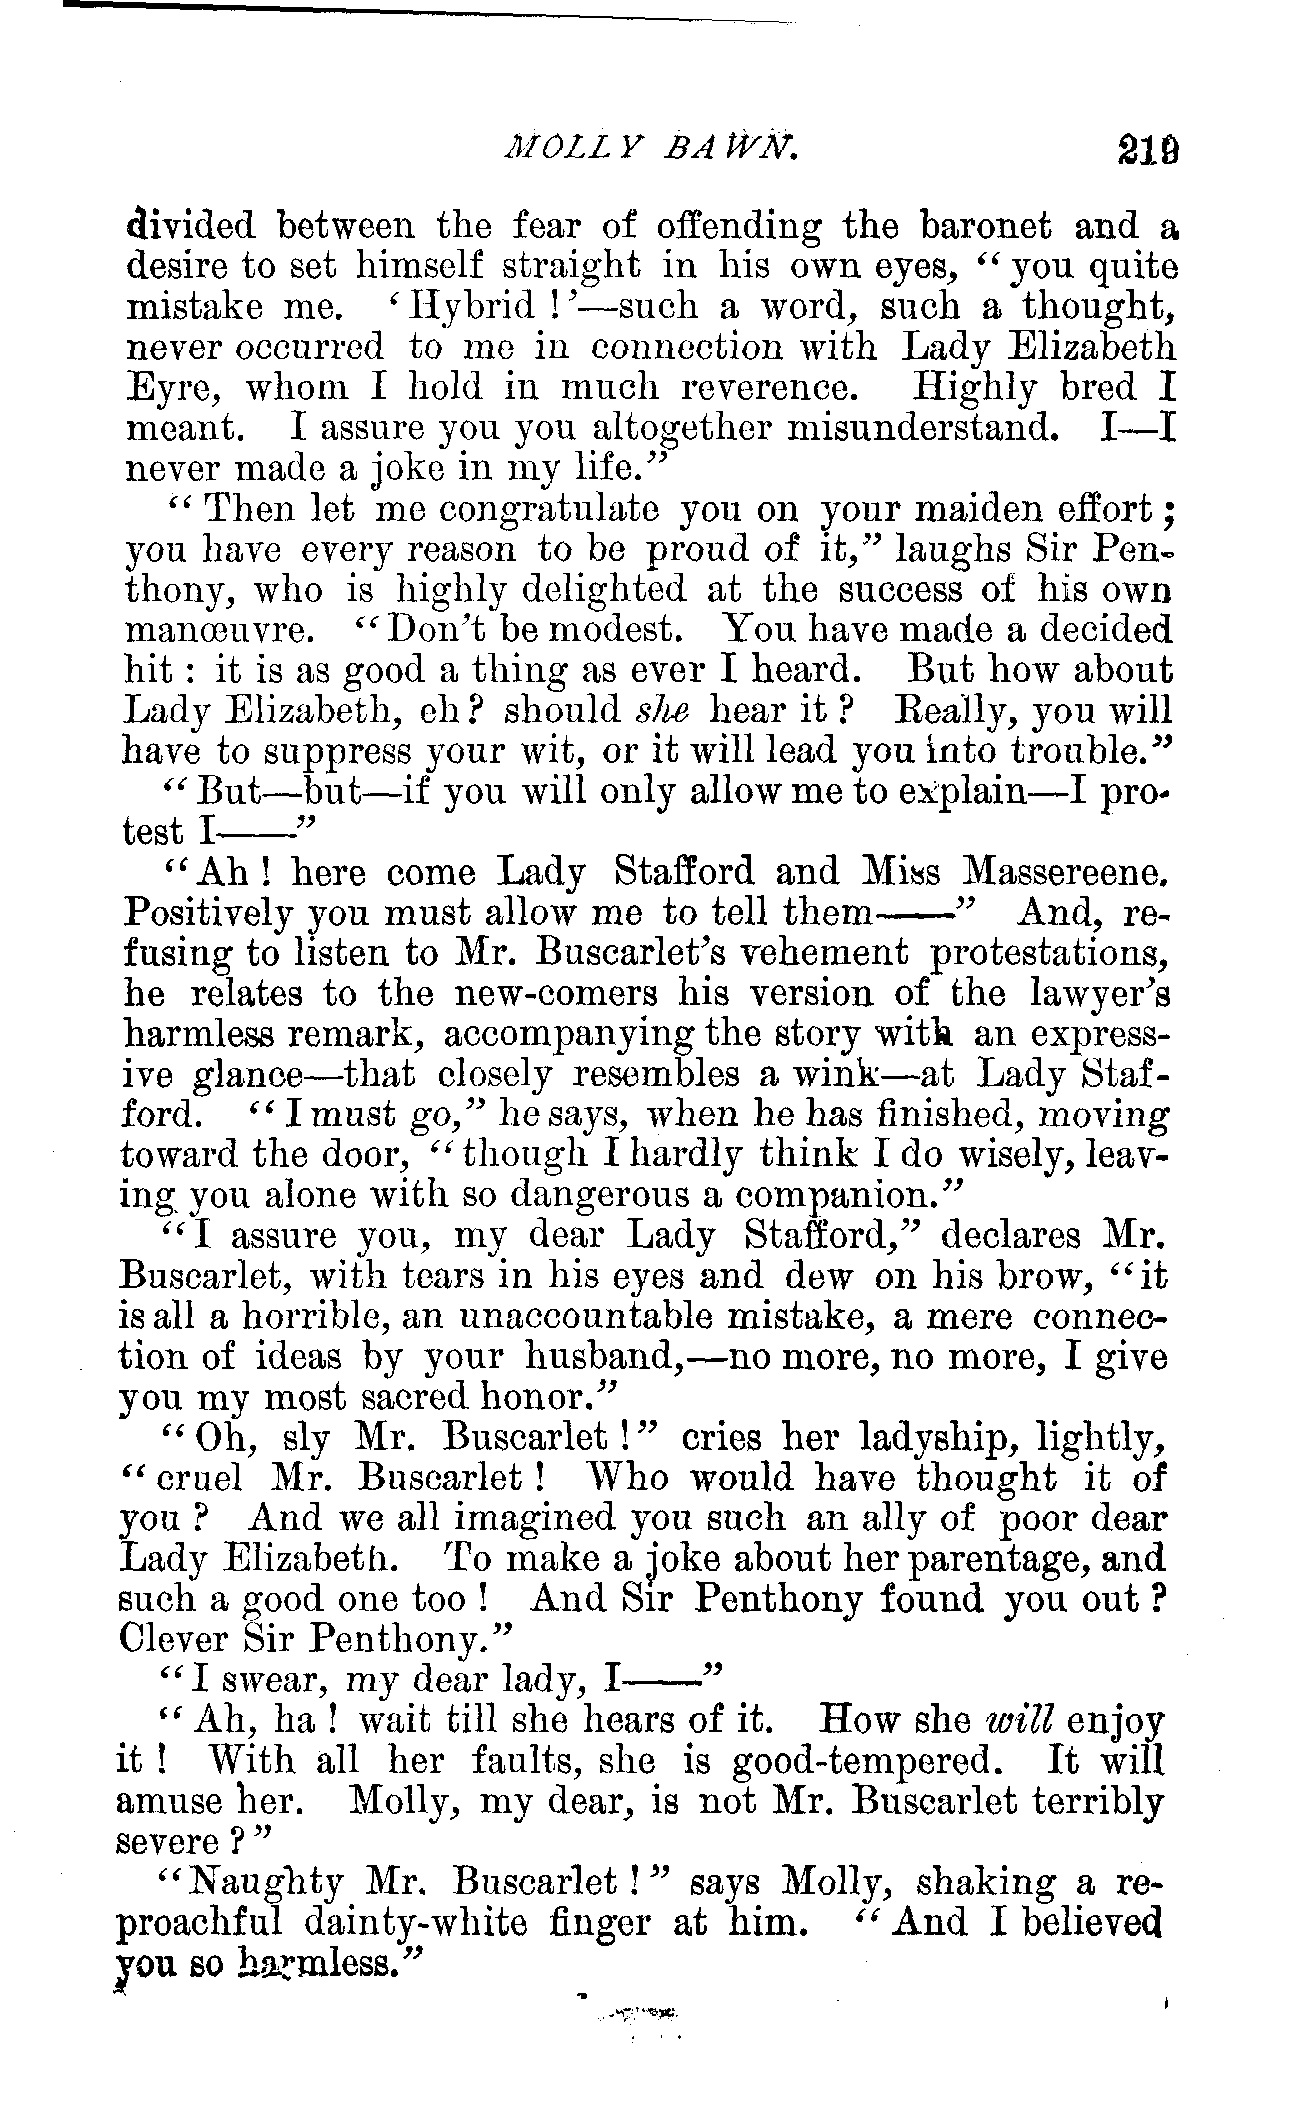 MOLLY BAWN. 219
divided between the fear of offending the baronet and a
desire to set himself straight in his own eyes, "you quite
mistake me. 'Hybrid!'—such a word, such a thought,
never occurred to me in connection with Lady Elizabeth
Eyre, whom I hold in much reverence. Highly bred I
meant. I assure you you altogether misunderstand. I—I
never made a joke in my life."
"Then let me congratulate you on your maiden effort;
you have every reason to be proud of it," laughs Sir Pen-
thony, who is highly delighted at the success of his own
manœuvre. "Don't be modest. You have made a decided
hit: it is as good a thing as ever I heard. But how about
Lady Elizabeth, eh? should she hear it? Really, you will
have to suppress your wit, or it will lead you into trouble."
"But—but—if you will only allow me to explain—I pro-
test I——"
"Ah! here come Lady Stafford and Miss Massereene.
Positively you must allow me to tell them——" And, re-
fusing to listen to Mr. Buscarlet's vehement protestations,
he relates to the new-comers his version of the lawyer's
harmless remark, accompanying the story with an express-
ive glance—that closely resembles a wink—at Lady Staf-
ford. "I must go," he says, when he has finished, moving
toward the door, "though I hardly think I do wisely, leav-
ing you alone with so dangerous a companion."
"I assure you, my dear Lady Stafford," declares Mr.
Buscarlet, with tears in his eyes and dew on his brow, "it
is all a horrible, an unaccountable mistake, a mere connec-
tion of ideas by your husband,—no more, no more, I give
you my most sacred honor."
"Oh, sly Mr. Buscarlet!" cries her ladyship, lightly,
"cruel Mr. Buscarlet! Who would have thought it of
you? And we all imagined you such an ally of poor dear
Lady Elizabeth. To make a joke about her parentage, and
such a good one too! And Sir Penthony found you out?
Clever Sir Penthony."
"I swear, my dear lady, I——"
"Ah, ha! wait till she hears of it. How she will enjoy
it! With all her faults, she is good-tempered. It will
amuse her. Molly, my dear, is not Mr. Buscarlet terribly
severe?"
"Naughty Mr. Buscarlet!" says Molly, shaking a re-
proachful dainty-white finger at him. "And I believed
you so harmless."